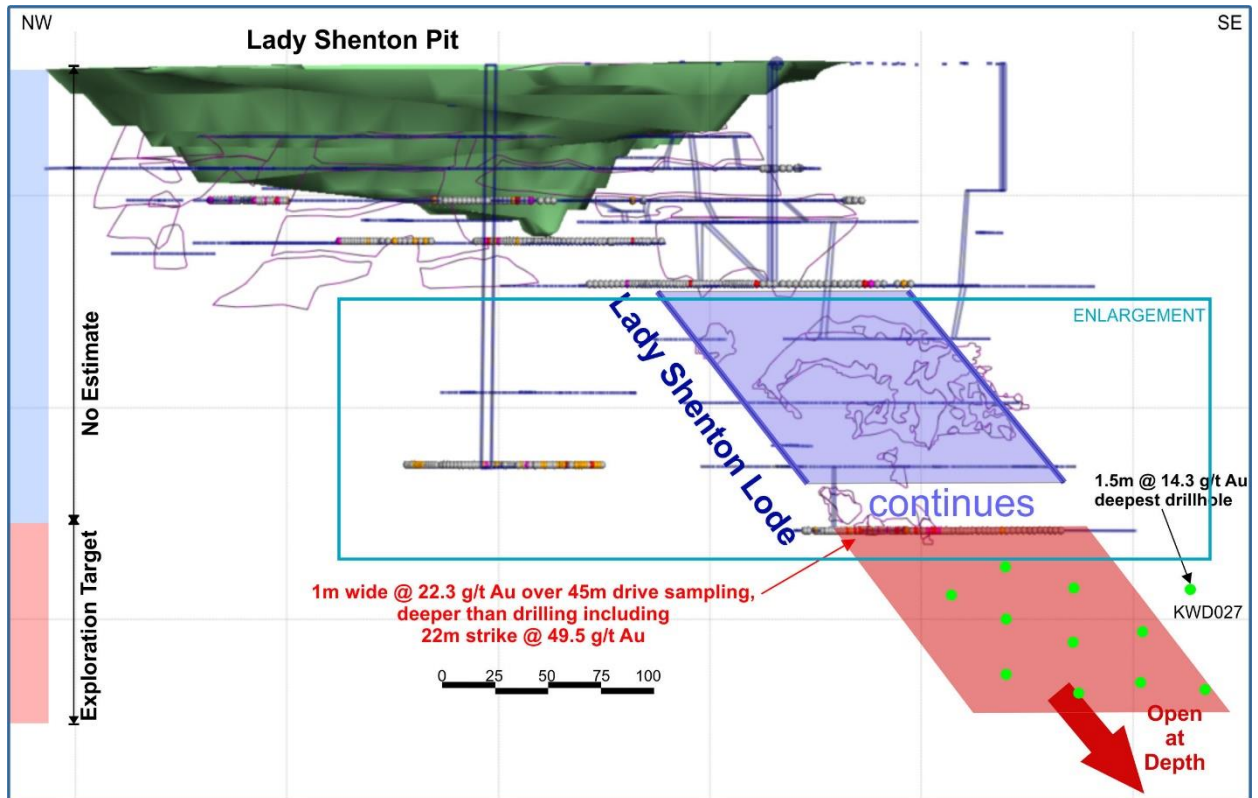 NW
SE
Lady Shenton Pit
ENLARGEMENT
No Estimate
Lady Shenton Lode
continues
1.5m @ 14.3 g/t Au
deepest drillhole
KWD027
Exploration Target
1m wide @ 22.3 g/t Au over 45m drive sampling,
deeper than drilling including
22m strike @ 49.5 g/t Au
0 25 50 75 100
Open
at
Depth